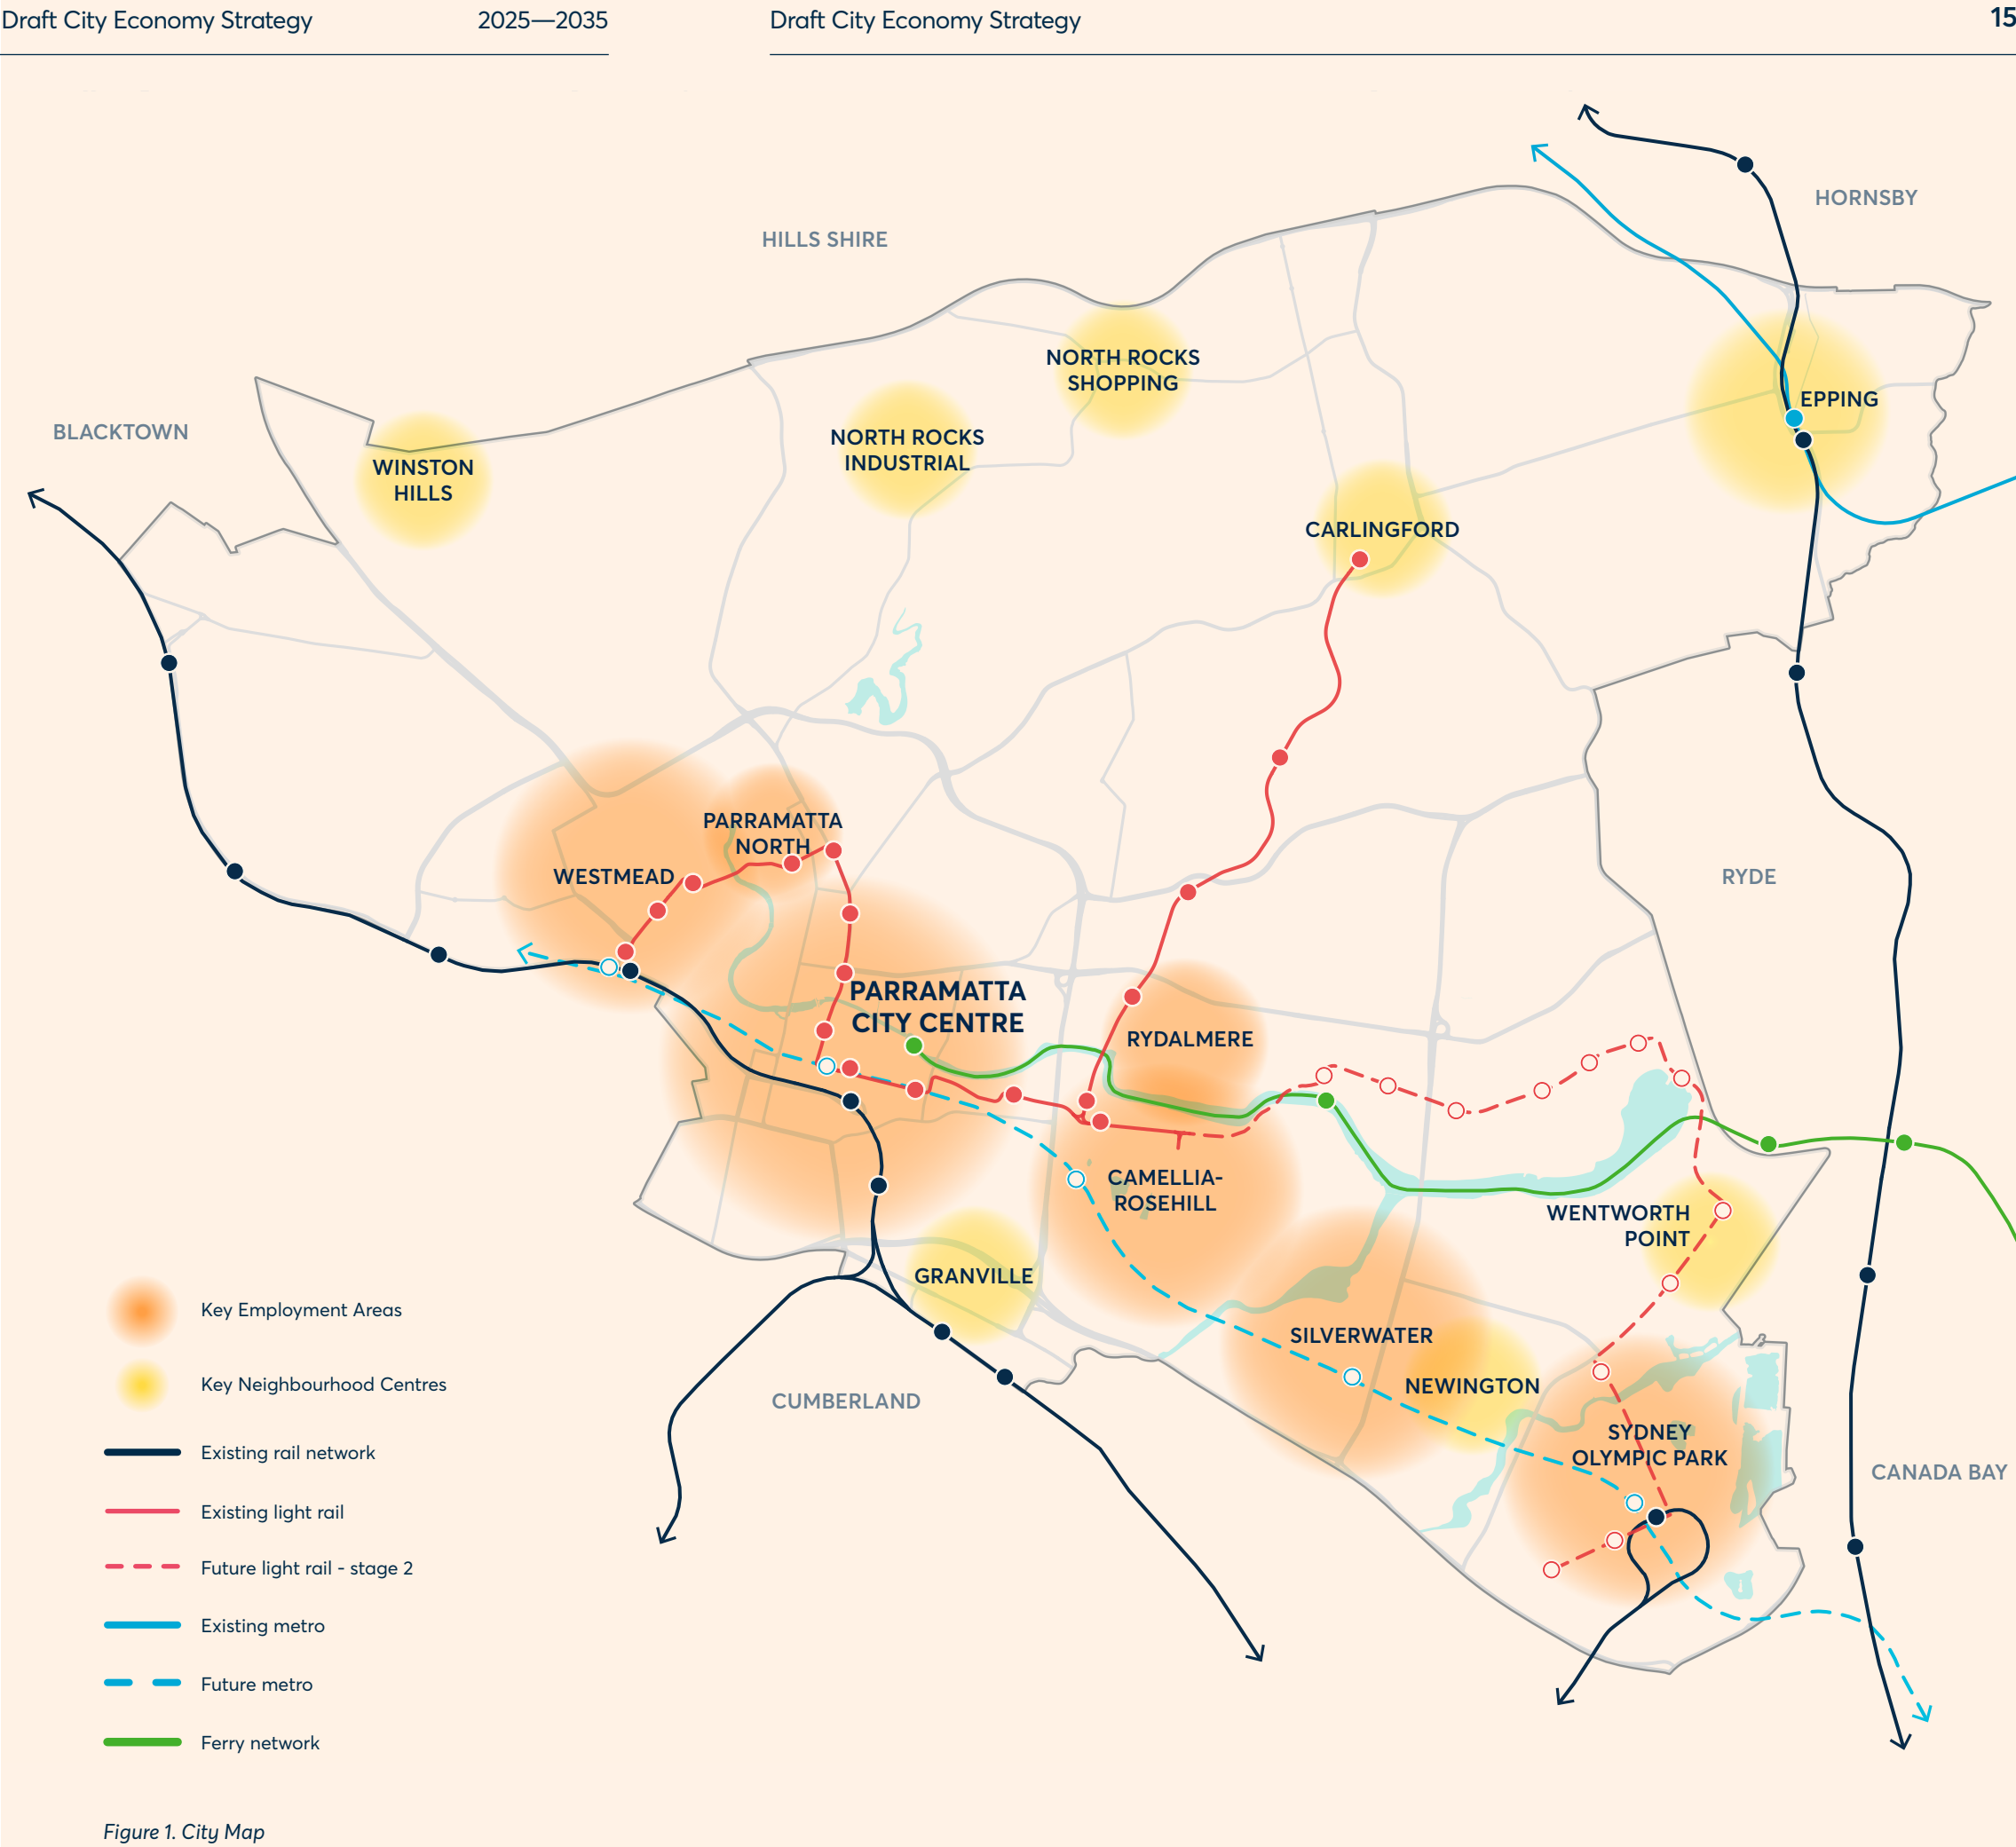 Draft City Economy Strategy
2025—2035
Draft City Economy Strategy
15
HORNSBY
HILLS SHIRE
NORTH ROCKS
SHOPPING
EPPING
BLACKTOWN
NORTH ROCKS
INDUSTRIAL
WINSTON
HILLS
CARLINGFORD
PARRAMATTA
NORTH
WESTMEAD
RYDE
PARRAMATTA
CITY CENTRE
RYDALMERE
CAMELLIA-
ROSEHILL
WENTWORTH
POINT
GRANVILLE
SILVERWATER
NEWINGTON
CUMBERLAND
SYDNEY
OLYMPIC PARK
CANADA BAY
Key Employment Areas
Key Neighbourhood Centres
Existing rail network
Existing light rail
Future light rail - stage 2
Existing metro
Future metro
Ferry network
Figure 1. City Map